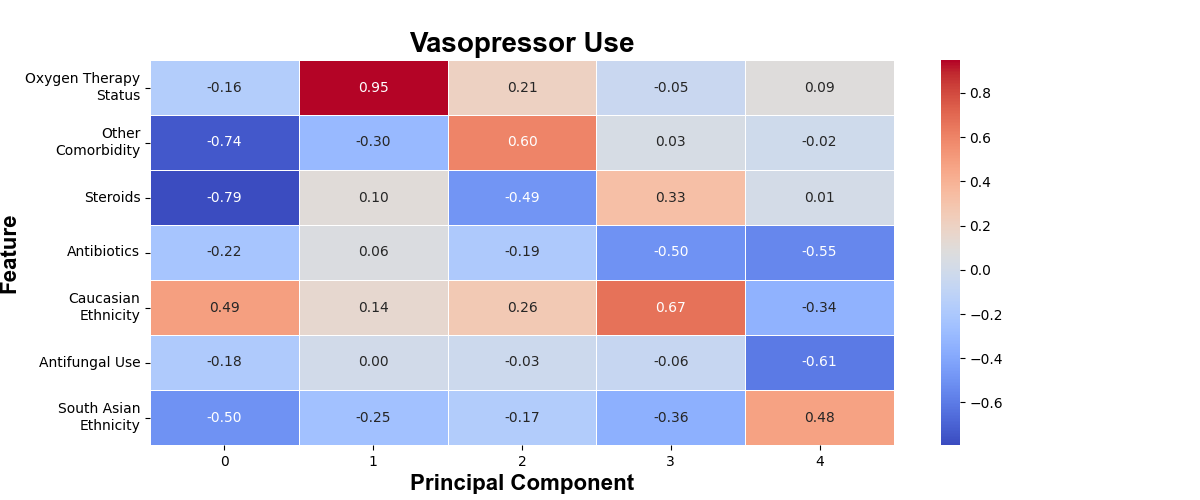 Vasopressor Use
Oxygen Therapy
Status
-0.16 0.95 0.21 -0.05 0.09
Other
Comorbidity
-0.74 -0.30 0.60 0.03 -0.02
Steroids
-0.79 0.10 -0.49 0.33 0.01
Antibiotics
-0.22 0.06 -0.19 -0.50 -0.55
Caucasian
Ethnicity
0.49 0.14 0.26 0.67 -0.34
Antifungal Use
-0.18 0.00 -0.03 -0.06 -0.61
South Asian
Ethnicity
-0.50 -0.25 -0.17 -0.36 0.48
Feature
0 1 2 3 4
Principal Component
0.8
0.6
0.4
0.2
0.0
−0.2
−0.4
−0.6